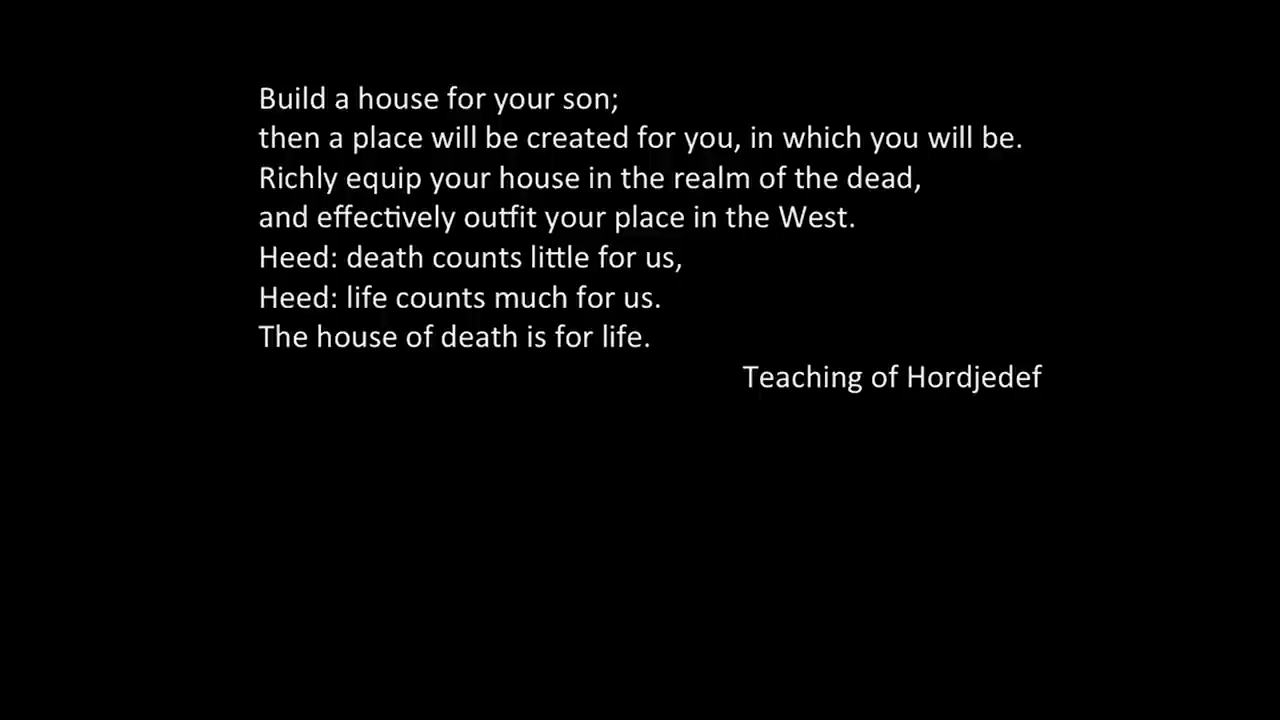 Build a house for your son;
then a place will be created for you, in which you will be.
Richly equip your house in the realm of the dead,
and effectively outfit your place in the West.
Heed: death counts little for us,
Heed: life counts much for us.
The house of death is for life.
Teaching of Hordjedef